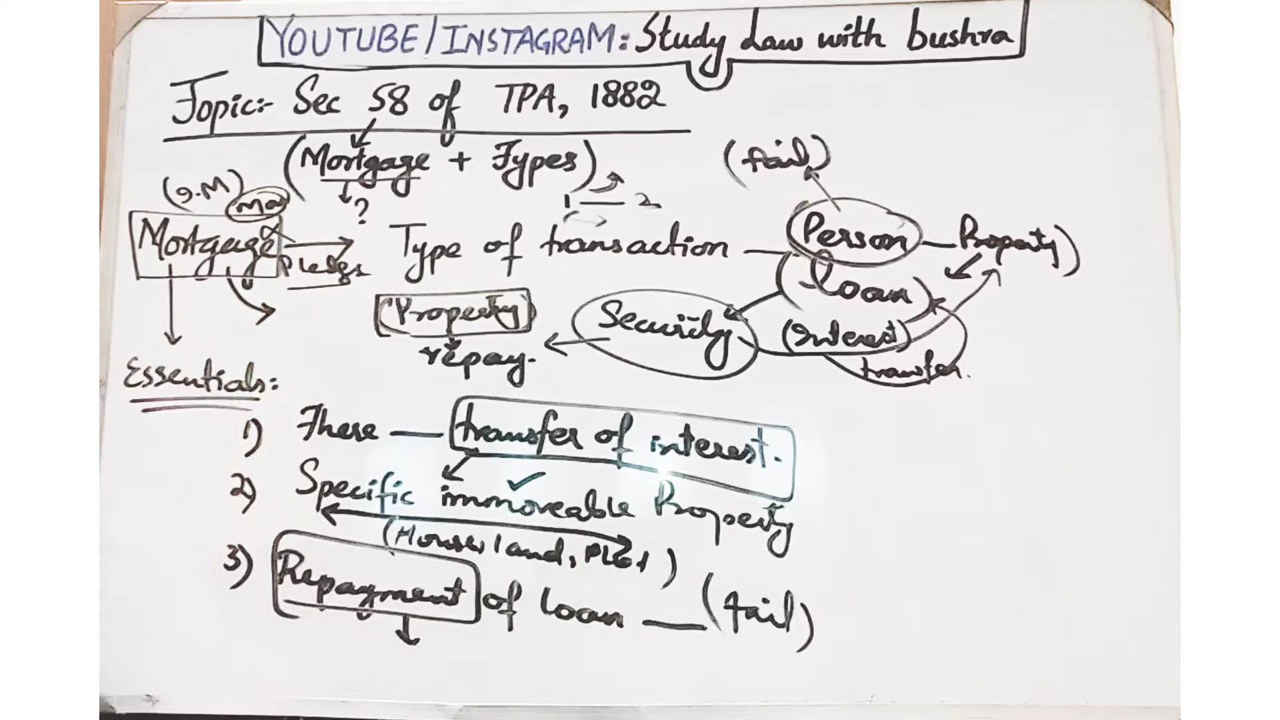 YOUTUBE/INSTAGRAM: Study Law with bushra
Topic:- Sec 58 of TPA, 1882
(Mortgage + Types)
(fail)
?
1 — 2
Mortgage → Type of transaction — Person — Property)
Pledge
(loan)
(Property) Security (Interest)
repay. transfer.
Essentials:
1) There — transfer of interest.
2) Specific immoveable Property
(House, land, Plot)
3) Repayment of loan — (fail)